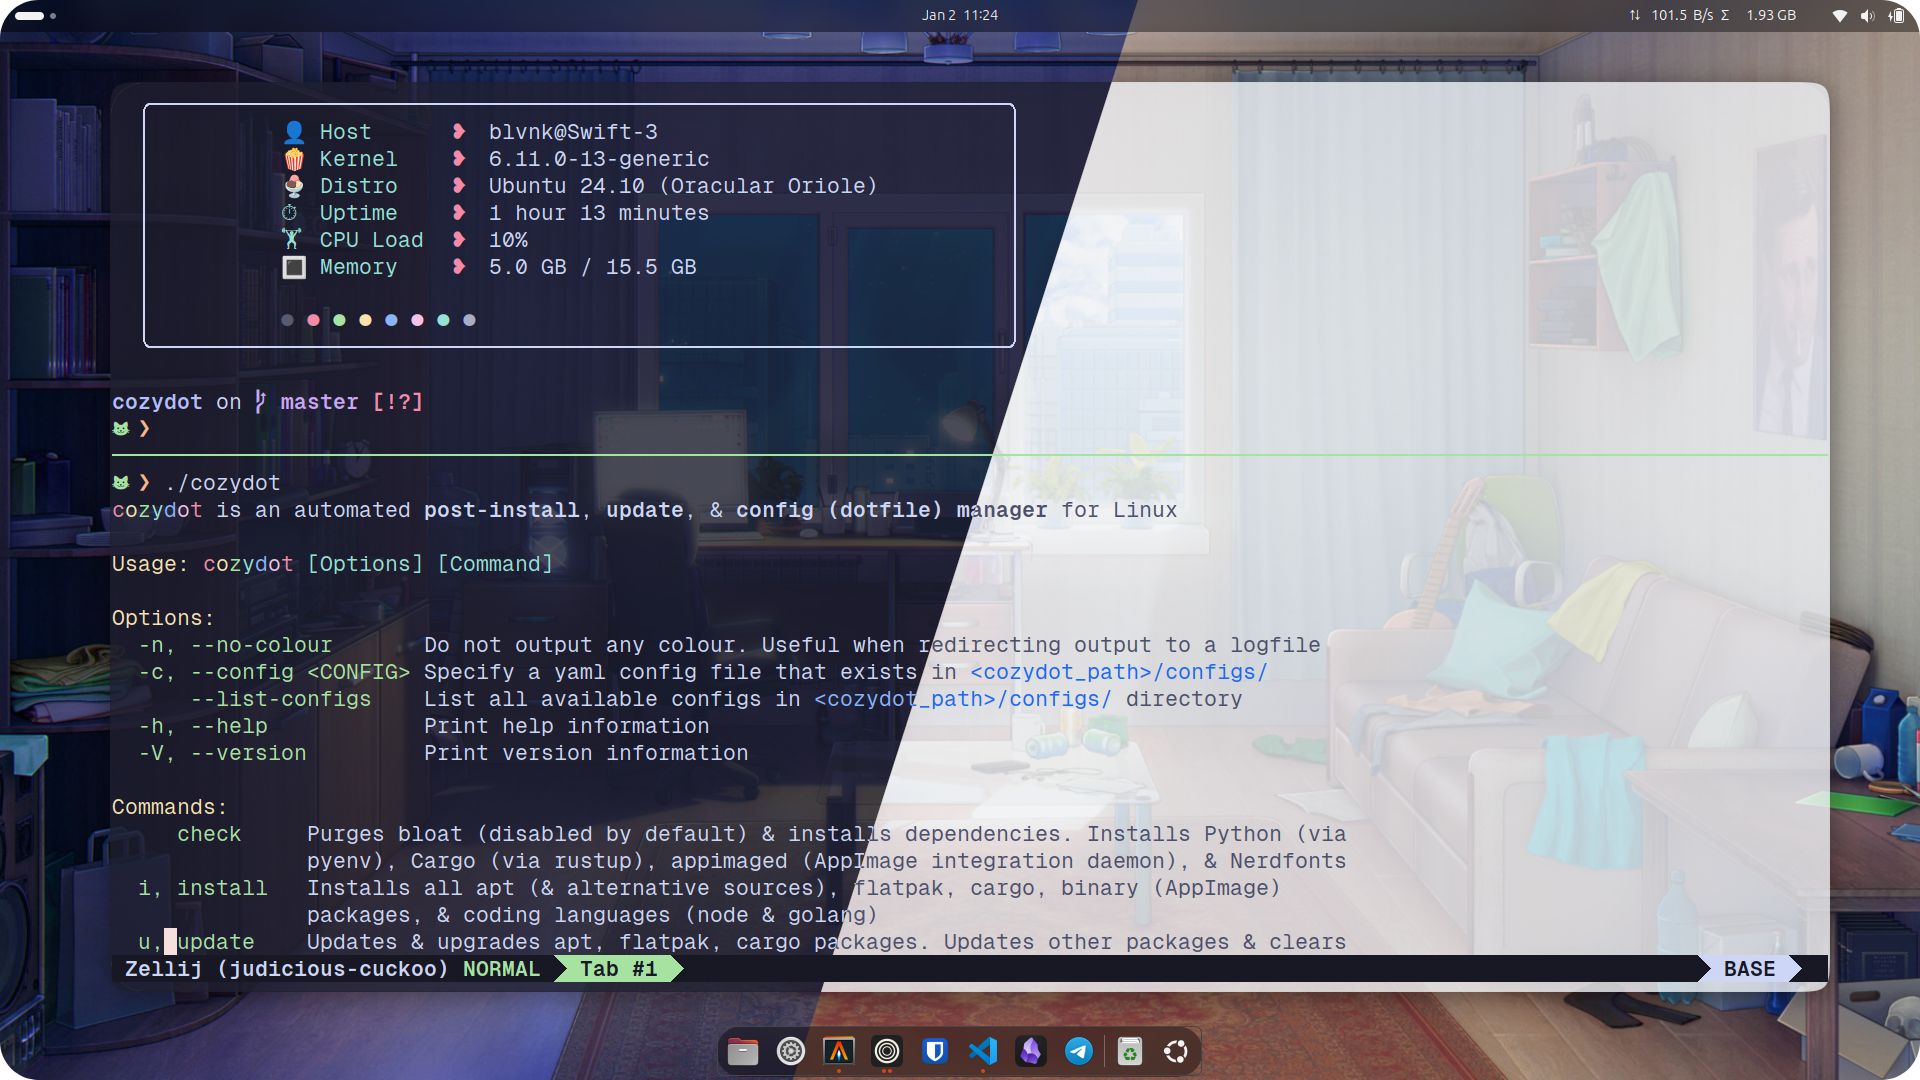 Jan 2 11:24
101.5 B/s Σ 1.93 GB
Host blvnk@Swift-3
Kernel 6.11.0-13-generic
Distro Ubuntu 24.10 (Oracular Oriole)
Uptime 1 hour 13 minutes
CPU Load 10%
Memory 5.0 GB / 15.5 GB
cozydot on master [!?]
❯
❯ ./cozydot
cozydot is an automated post-install, update, & config (dotfile) manager for Linux
Usage: cozydot [Options] [Command]
Options:
-n, --no-colour Do not output any colour. Useful when redirecting output to a logfile
-c, --config <CONFIG> Specify a yaml config file that exists in <cozydot_path>/configs/
--list-configs List all available configs in <cozydot_path>/configs/ directory
-h, --help Print help information
-V, --version Print version information
Commands:
check Purges bloat (disabled by default) & installs dependencies. Installs Python (via
pyenv), Cargo (via rustup), appimaged (AppImage integration daemon), & Nerdfonts
i, install Installs all apt (& alternative sources), flatpak, cargo, binary (AppImage)
packages, & coding languages (node & golang)
u, update Updates & upgrades apt, flatpak, cargo packages. Updates other packages & clears
Zellij (judicious-cuckoo) NORMAL Tab #1 BASE